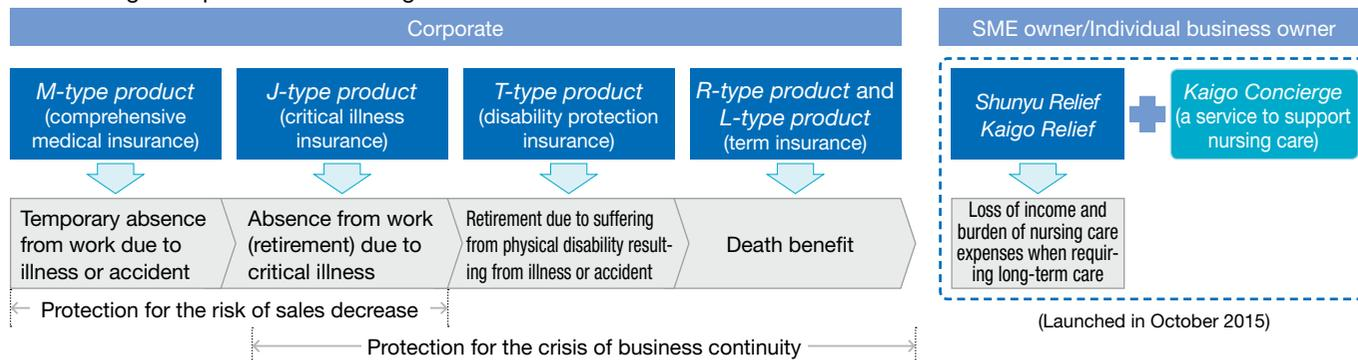 Corporate
SME owner/Individual business owner
M-type product
(comprehensive
medical insurance)
J-type product
(critical illness
insurance)
T-type product
(disability protection
insurance)
R-type product and
L-type product
(term insurance)
Shunyu Relief
Kaigo Relief
Kaigo Concierge
(a service to support
nursing care)
Temporary absence
from work due to
illness or accident
Absence from work
(retirement) due to
critical illness
Retirement due to suffering
from physical disability result-
ing from illness or accident
Death benefit
Loss of income and
burden of nursing care
expenses when requir-
ing long-term care
Protection for the risk of sales decrease
(Launched in October 2015)
Protection for the crisis of business continuity